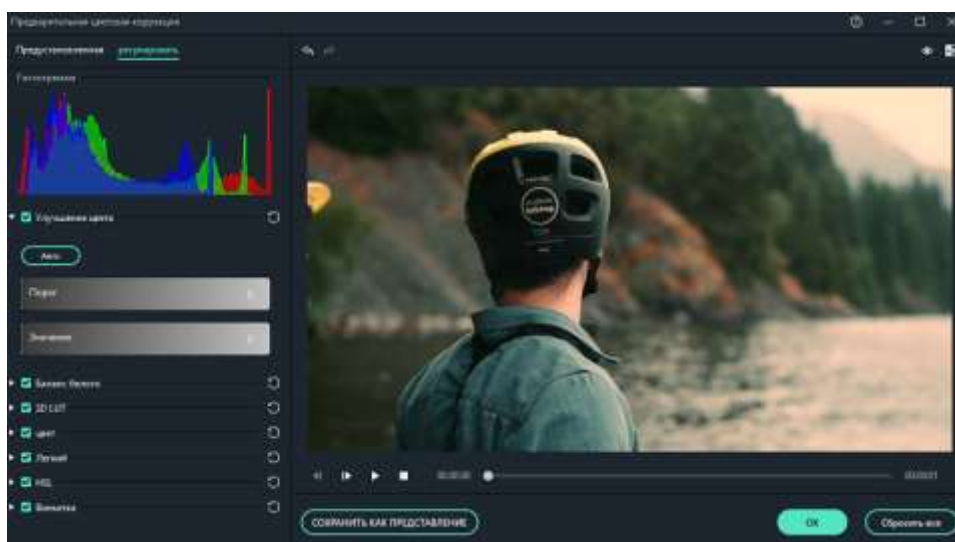 Предварительная цветовая коррекция
Предустановленная регулировать
Гистограмма
Улучшение цвета
Авто
Порог
Значение
Баланс белого
3D LUT
цвет
Легкий
HSL
Виньетка
СОХРАНИТЬ КАК ПРЕДСТАВЛЕНИЕ
OK
Сбросить все